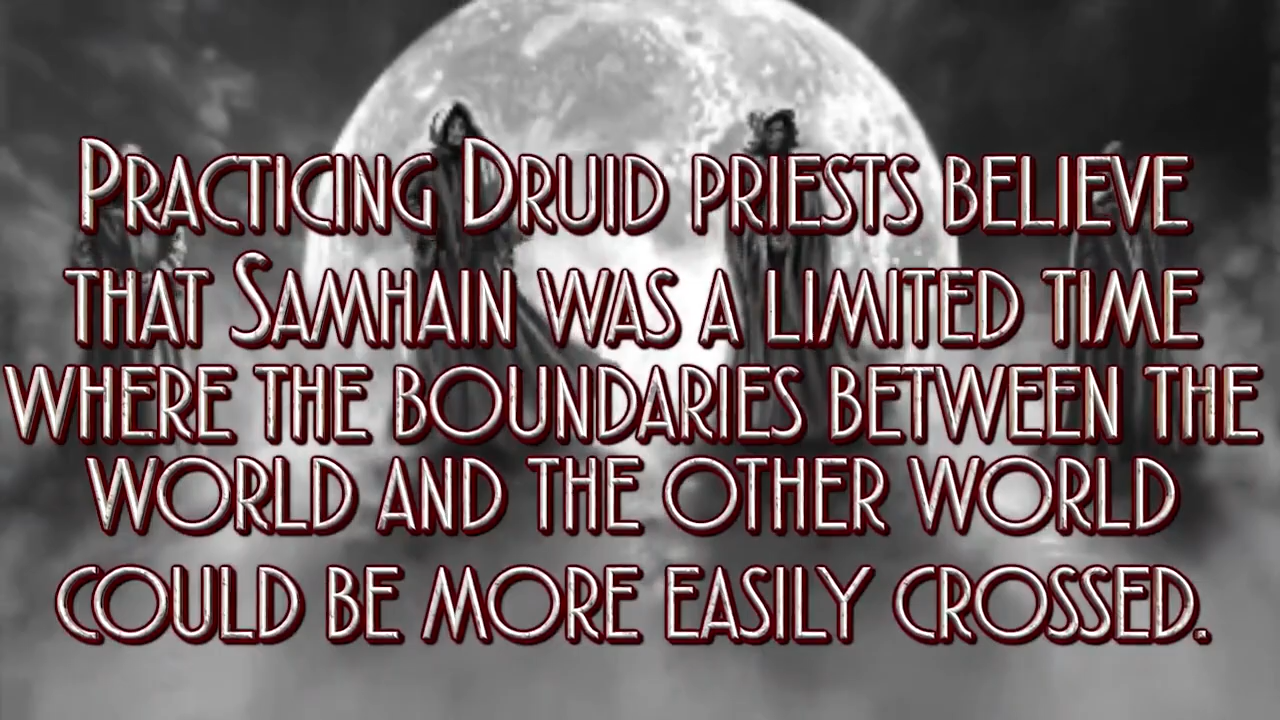 Practicing Druid priests believe
that Samhain was a limited time
where the boundaries between the
world and the other world
could be more easily crossed.